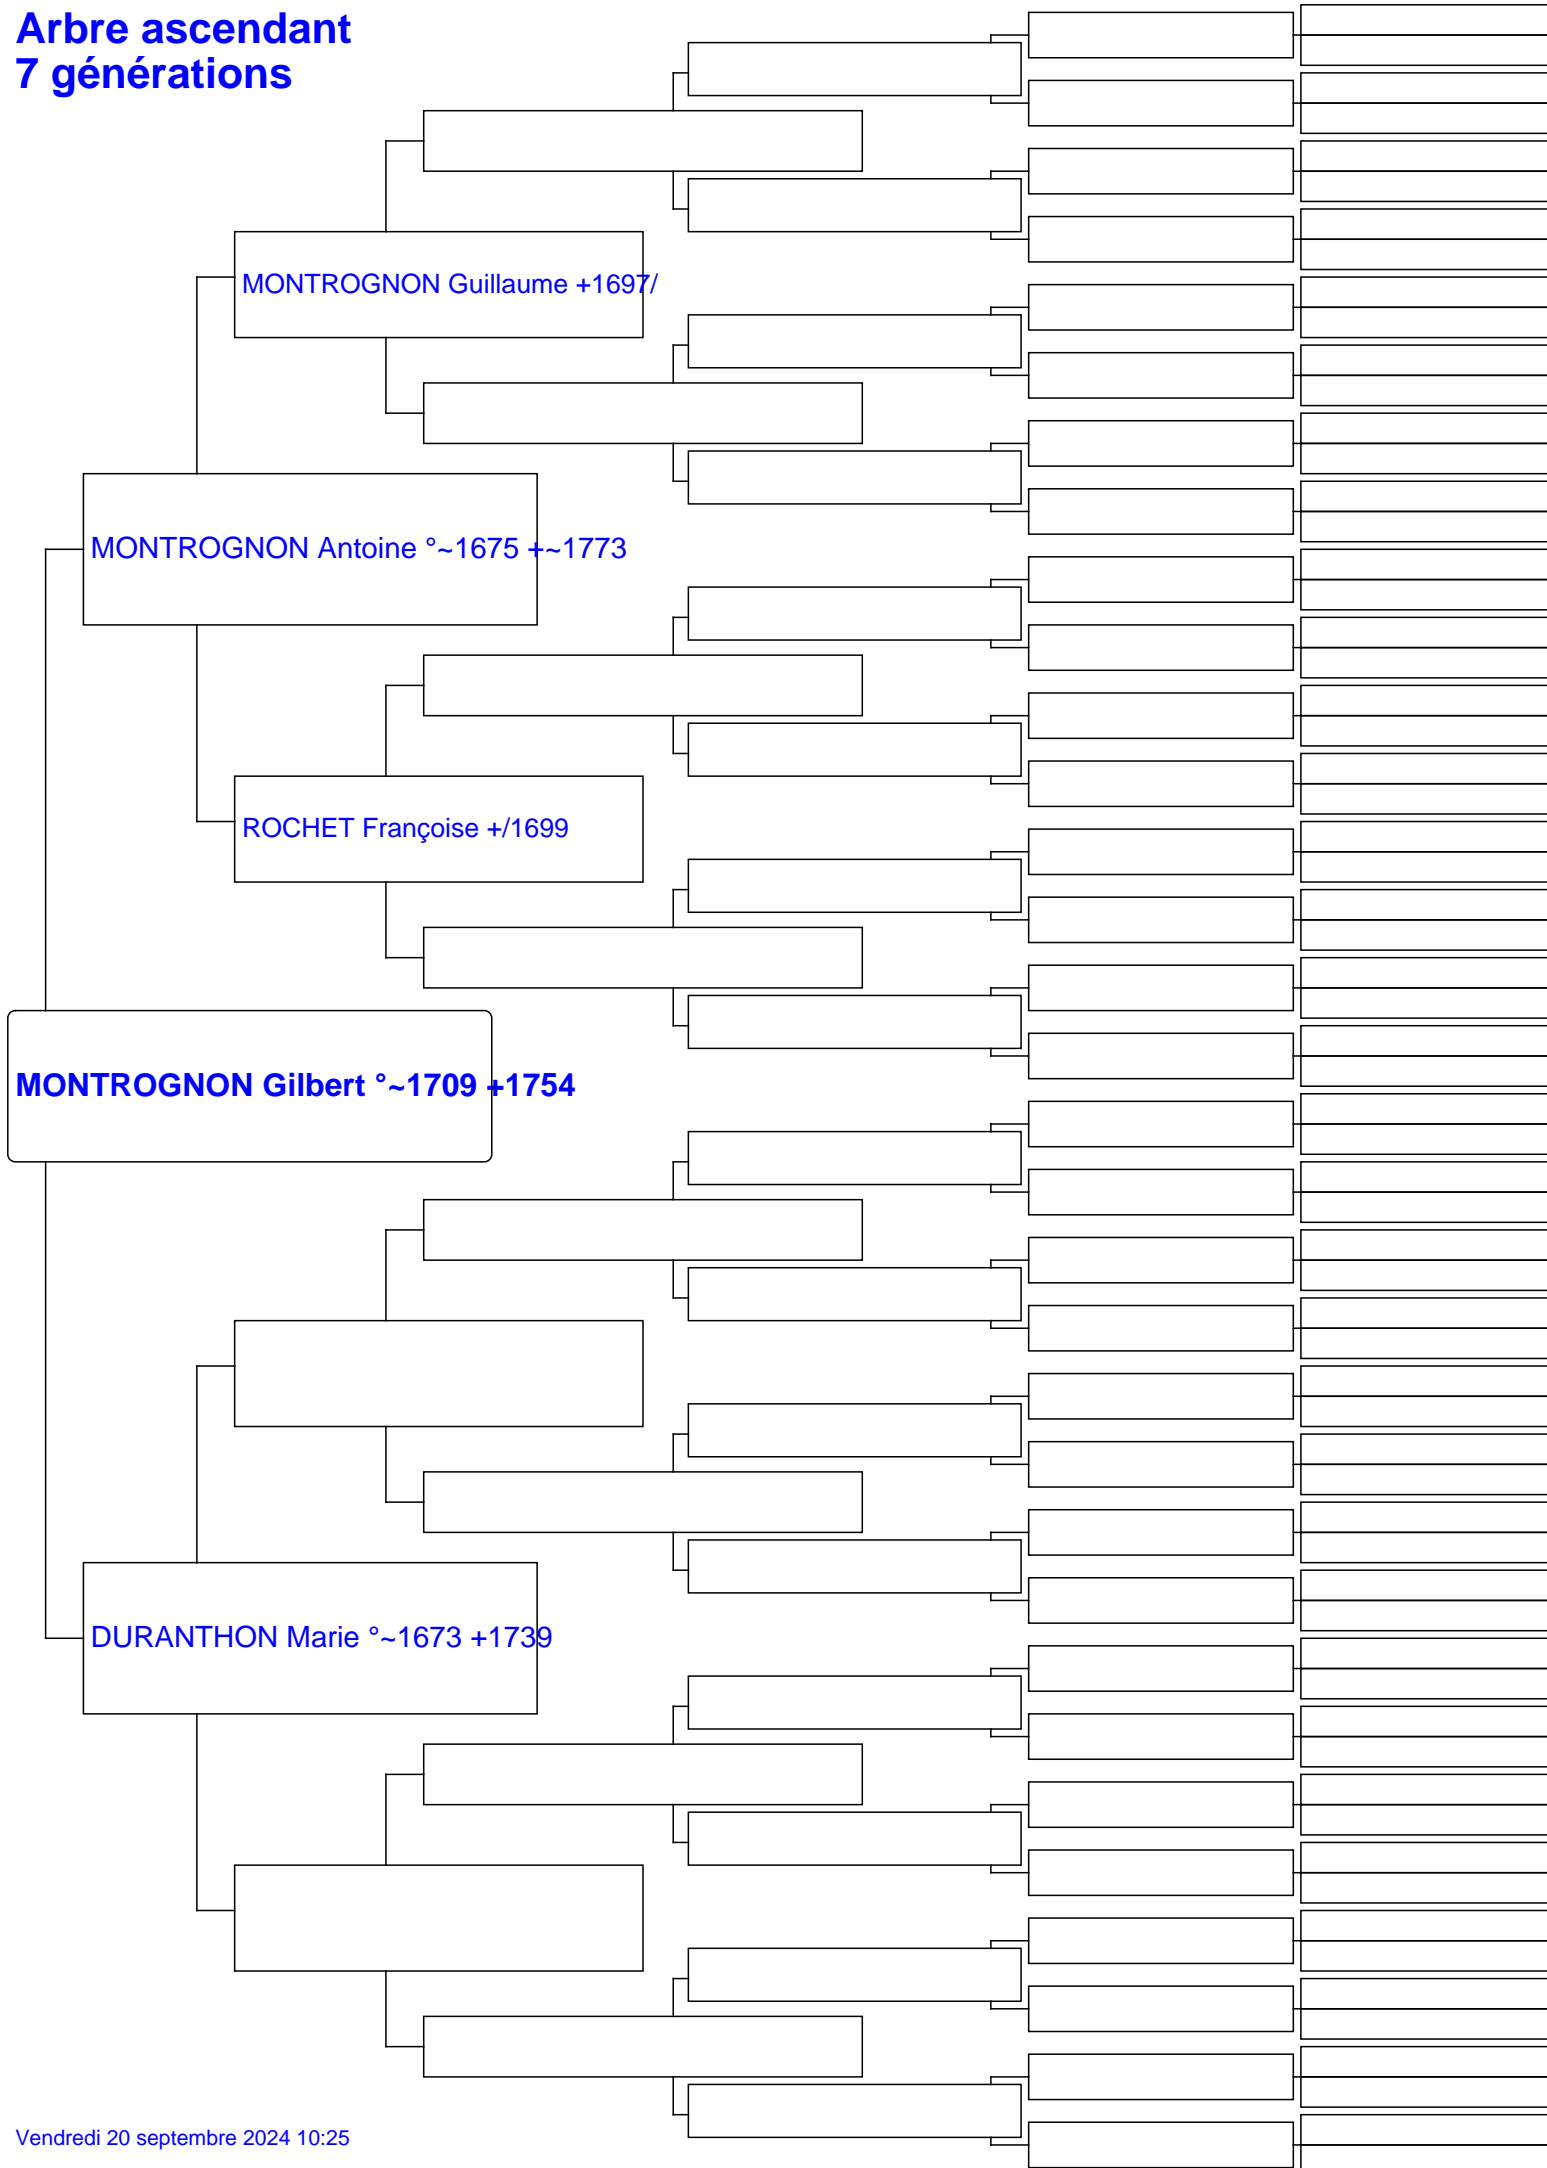 Arbre ascendant
7 générations
MONTROGNON Guillaume +1697/
MONTROGNON Antoine °~1675 +~1773
ROCHET Françoise +/1699
MONTROGNON Gilbert °~1709 +1754
DURANTHON Marie °~1673 +1739
Vendredi 20 septembre 2024 10:25